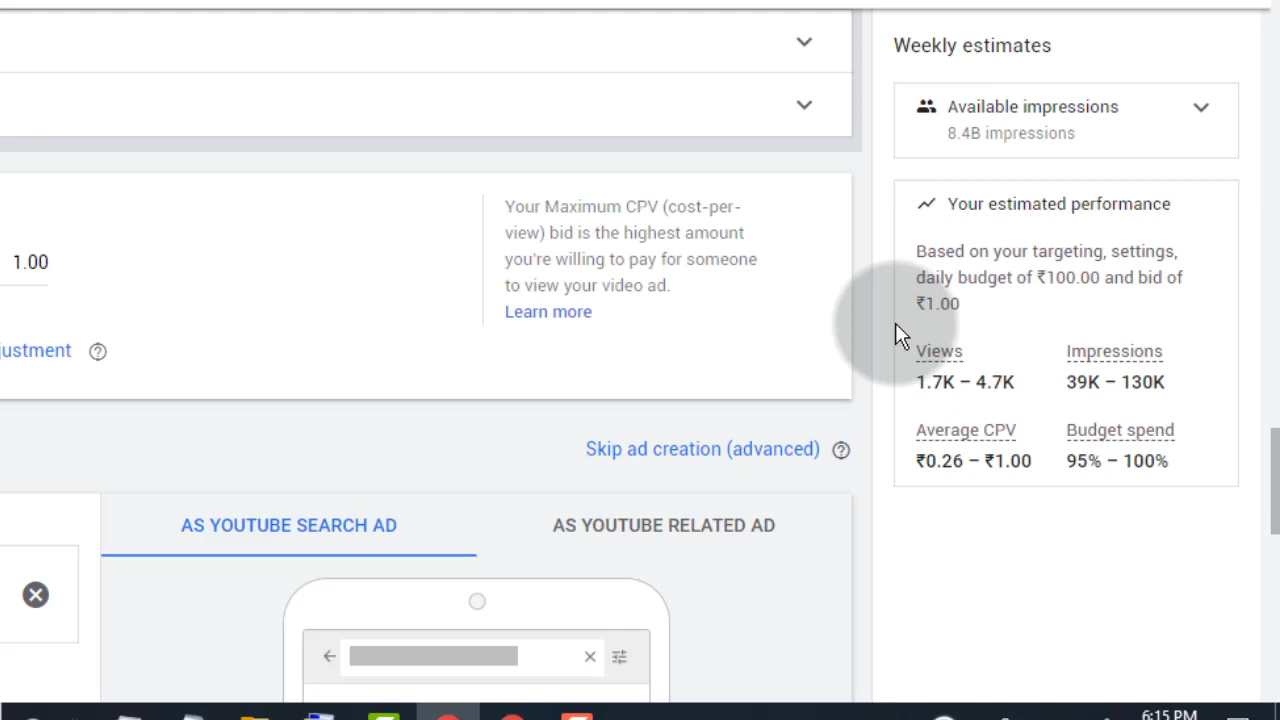 Weekly estimates
Available impressions
8.4B impressions
Your Maximum CPV (cost-per-
view) bid is the highest amount
you're willing to pay for someone
to view your video ad.
Learn more
1.00
justment
Your estimated performance
Based on your targeting, settings,
daily budget of ₹100.00 and bid of
₹1.00
Views Impressions
1.7K – 4.7K 39K – 130K
Average CPV Budget spend
₹0.26 – ₹1.00 95% – 100%
Skip ad creation (advanced)
AS YOUTUBE SEARCH AD AS YOUTUBE RELATED AD
6:15 PM